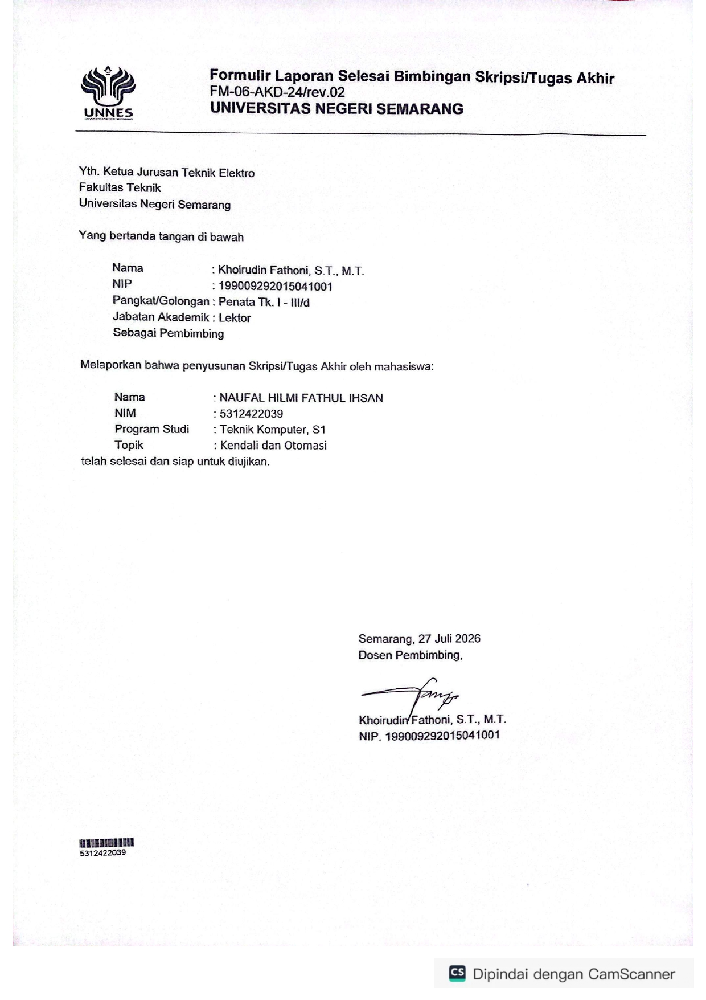 Formulir Laporan Selesai Bimbingan Skripsi/Tugas Akhir
FM-06-AKD-24/rev.02
UNIVERSITAS NEGERI SEMARANG
UNNES
Yth. Ketua Jurusan Teknik Elektro
Fakultas Teknik
Universitas Negeri Semarang
Yang bertanda tangan di bawah
Nama : Khoirudin Fathoni, S.T., M.T.
NIP : 199009292015041001
Pangkat/Golongan : Penata Tk. I - III/d
Jabatan Akademik : Lektor
Sebagai Pembimbing
Melaporkan bahwa penyusunan Skripsi/Tugas Akhir oleh mahasiswa:
Nama : NAUFAL HILMI FATHUL IHSAN
NIM : 5312422039
Program Studi : Teknik Komputer, S1
Topik : Kendali dan Otomasi
telah selesai dan siap untuk diujikan.
Semarang, 27 Juli 2026
Dosen Pembimbing,
Khoirudin Fathoni, S.T., M.T.
NIP. 199009292015041001
5312422039
CS Dipindai dengan CamScanner